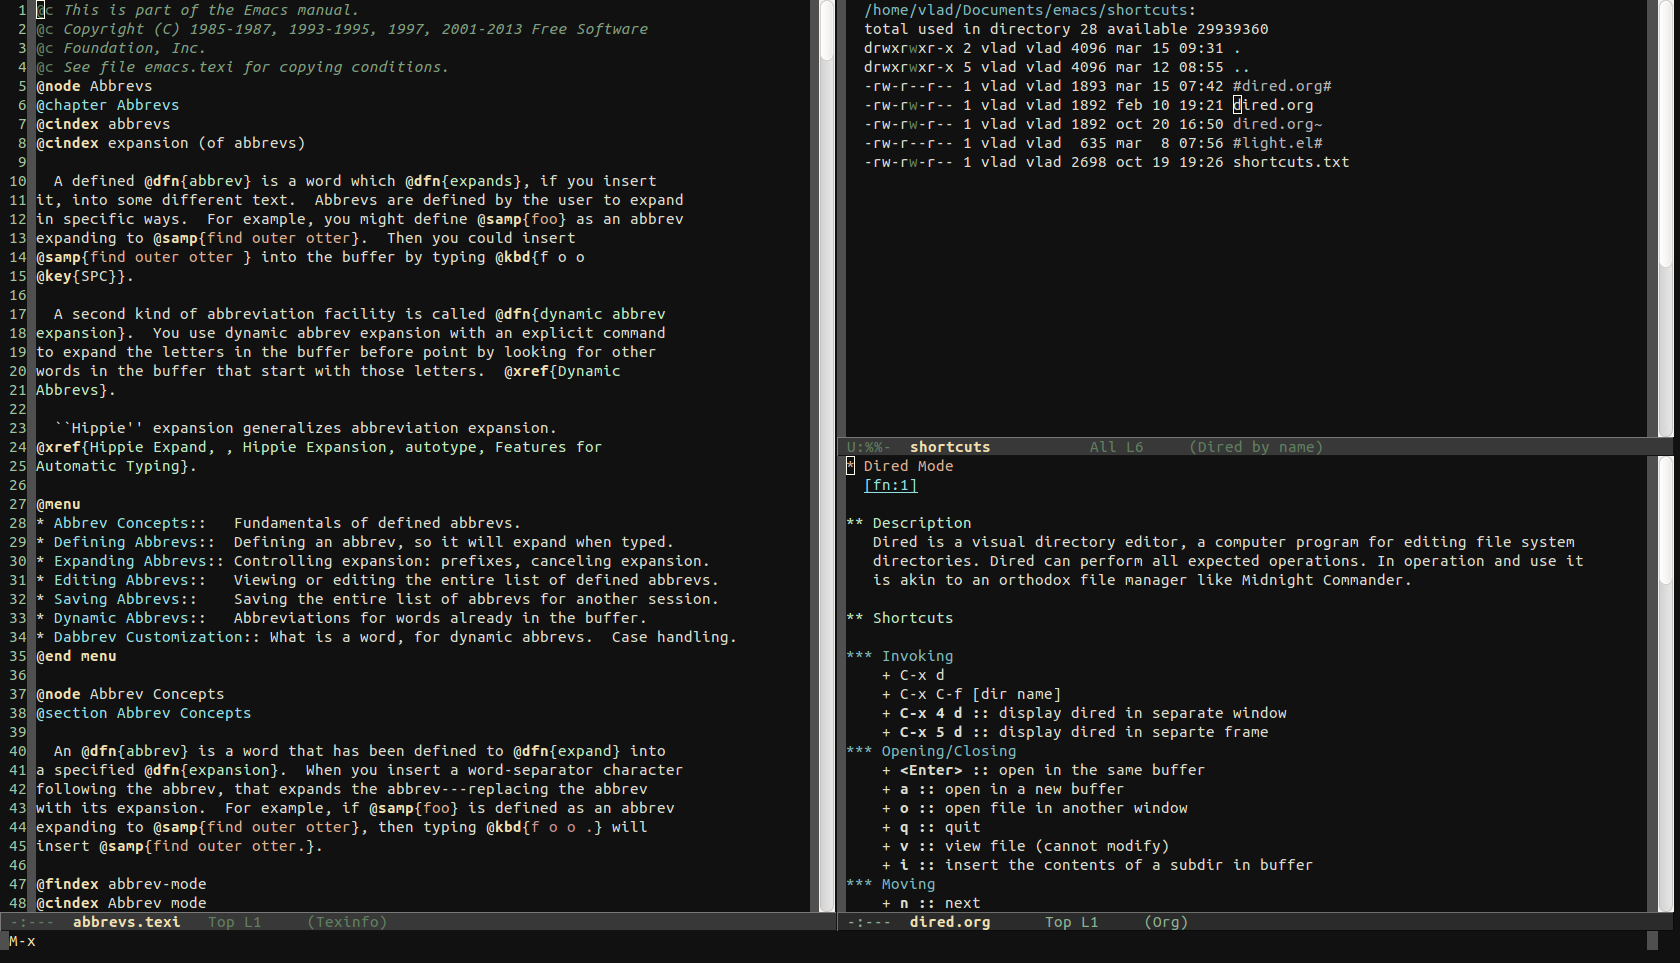 1 @c This is part of the Emacs manual.
2 @c Copyright (C) 1985-1987, 1993-1995, 1997, 2001-2013 Free Software
3 @c Foundation, Inc.
4 @c See file emacs.texi for copying conditions.
5 @node Abbrevs
6 @chapter Abbrevs
7 @cindex abbrevs
8 @cindex expansion (of abbrevs)
9
10   A defined @dfn{abbrev} is a word which @dfn{expands}, if you insert
11 it, into some different text.  Abbrevs are defined by the user to expand
12 in specific ways.  For example, you might define @samp{foo} as an abbrev
13 expanding to @samp{find outer otter}.  Then you could insert
14 @samp{find outer otter } into the buffer by typing @kbd{f o o
15 @key{SPC}}.
16
17   A second kind of abbreviation facility is called @dfn{dynamic abbrev
18 expansion}.  You use dynamic abbrev expansion with an explicit command
19 to expand the letters in the buffer before point by looking for other
20 words in the buffer that start with those letters.  @xref{Dynamic
21 Abbrevs}.
22
23   ``Hippie'' expansion generalizes abbreviation expansion.
24 @xref{Hippie Expand, , Hippie Expansion, autotype, Features for
25 Automatic Typing}.
26
27 @menu
28 * Abbrev Concepts::   Fundamentals of defined abbrevs.
29 * Defining Abbrevs::  Defining an abbrev, so it will expand when typed.
30 * Expanding Abbrevs:: Controlling expansion: prefixes, canceling expansion.
31 * Editing Abbrevs::   Viewing or editing the entire list of defined abbrevs.
32 * Saving Abbrevs::    Saving the entire list of abbrevs for another session.
33 * Dynamic Abbrevs::   Abbreviations for words already in the buffer.
34 * Dabbrev Customization:: What is a word, for dynamic abbrevs.  Case handling.
35 @end menu
36
37 @node Abbrev Concepts
38 @section Abbrev Concepts
39
40   An @dfn{abbrev} is a word that has been defined to @dfn{expand} into
41 a specified @dfn{expansion}.  When you insert a word-separator character
42 following the abbrev, that expands the abbrev---replacing the abbrev
43 with its expansion.  For example, if @samp{foo} is defined as an abbrev
44 expanding to @samp{find outer otter}, then typing @kbd{f o o .} will
45 insert @samp{find outer otter.}.
46
47 @findex abbrev-mode
48 @cindex Abbrev mode
-:---  abbrevs.texi   Top L1     (Texinfo)
/home/vlad/Documents/emacs/shortcuts:
total used in directory 28 available 29939360
drwxrwxr-x 2 vlad vlad 4096 mar 15 09:31 .
drwxrwxr-x 5 vlad vlad 4096 mar 12 08:55 ..
-rw-r--r-- 1 vlad vlad 1893 mar 15 07:42 #dired.org#
-rw-rw-r-- 1 vlad vlad 1892 feb 10 19:21 dired.org
-rw-rw-r-- 1 vlad vlad 1892 oct 20 16:50 dired.org~
-rw-r--r-- 1 vlad vlad  635 mar  8 07:56 #light.el#
-rw-rw-r-- 1 vlad vlad 2698 oct 19 19:26 shortcuts.txt
U:%%-  shortcuts           All L6     (Dired by name)
* Dired Mode
  [fn:1]

** Description
   Dired is a visual directory editor, a computer program for editing file system
   directories. Dired can perform all expected operations. In operation and use it
   is akin to an orthodox file manager like Midnight Commander.

** Shortcuts

*** Invoking
    + C-x d
    + C-x C-f [dir name]
    + C-x 4 d :: display dired in separate window
    + C-x 5 d :: display dired in separte frame
*** Opening/Closing
    + <Enter> :: open in the same buffer
    + a :: open in a new buffer
    + o :: open file in another window
    + q :: quit
    + v :: view file (cannot modify)
    + i :: insert the contents of a subdir in buffer
*** Moving
    + n :: next
-:---  dired.org      Top L1     (Org)
M-x